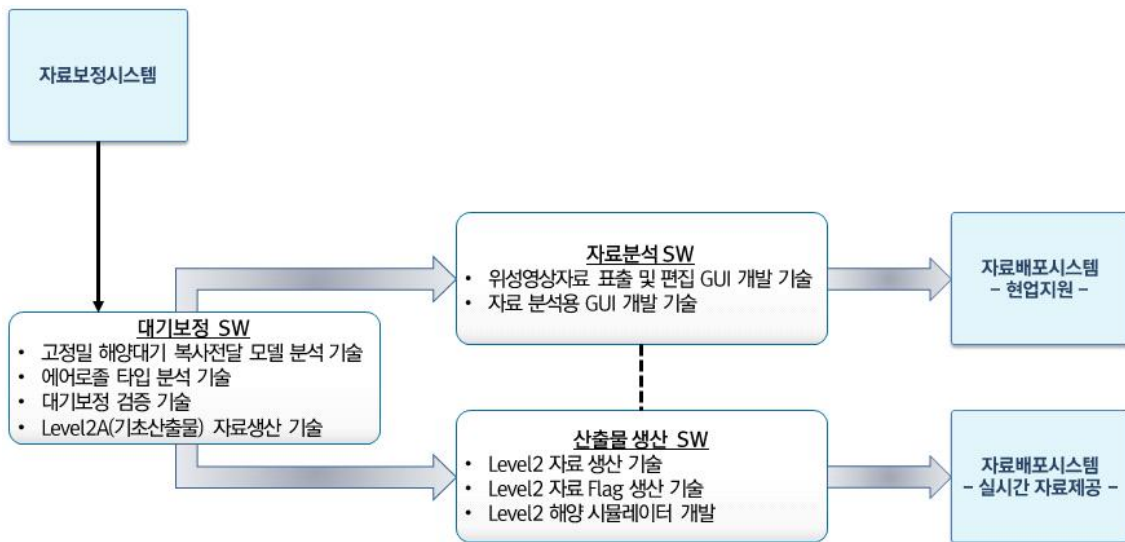 자료보정시스템
대기보정 SW
• 고정밀 해양대기 복사전달 모델 분석 기술
• 에어로졸 타입 분석 기술
• 대기보정 검증 기술
• Level2A(기초산출물) 자료생산 기술
자료분석 SW
• 위성영상자료 표출 및 편집 GUI 개발 기술
• 자료 분석용 GUI 개발 기술
산출물 생산 SW
• Level2 자료 생산 기술
• Level2 자료 Flag 생산 기술
• Level2 해양 시뮬레이터 개발
자료배포시스템
– 현업지원 –
자료배포시스템
– 실시간 자료제공 –